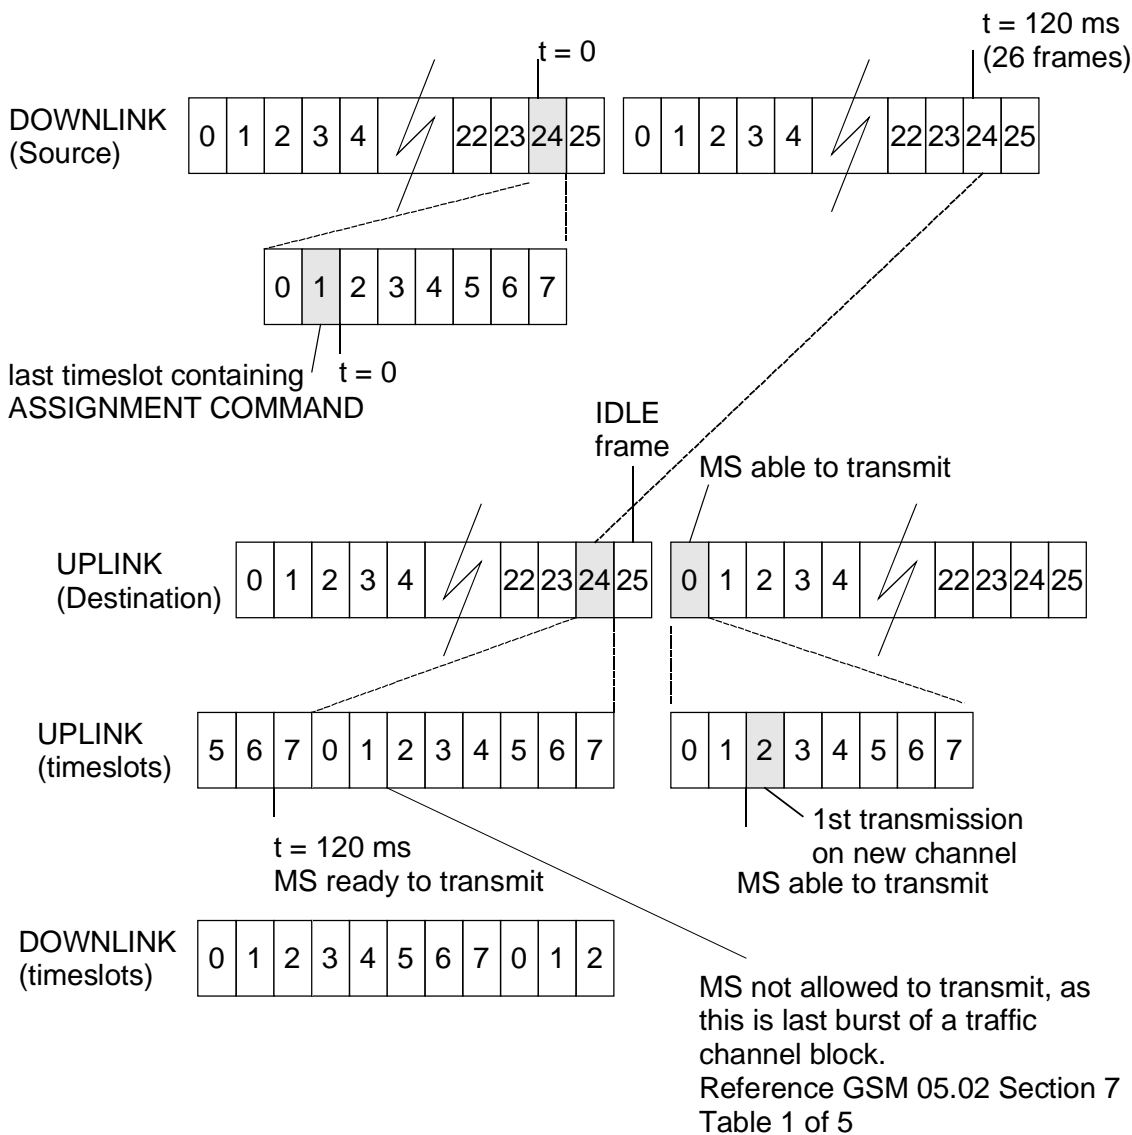 t = 120 ms
(26 frames)
t = 0
DOWNLINK
(Source)
0 1 2 3 4 22 23 24 25 0 1 2 3 4 22 23 24 25
0 1 2 3 4 5 6 7
last timeslot containing
ASSIGNMENT COMMAND
t = 0
IDLE
frame
MS able to transmit
UPLINK
(Destination)
0 1 2 3 4 22 23 24 25 0 1 2 3 4 22 23 24 25
UPLINK
(timeslots)
5 6 7 0 1 2 3 4 5 6 7 0 1 2 3 4 5 6 7
t = 120 ms
MS ready to transmit
1st transmission
on new channel
MS able to transmit
DOWNLINK
(timeslots)
0 1 2 3 4 5 6 7 0 1 2
MS not allowed to transmit, as
this is last burst of a traffic
channel block.
Reference GSM 05.02 Section 7
Table 1 of 5